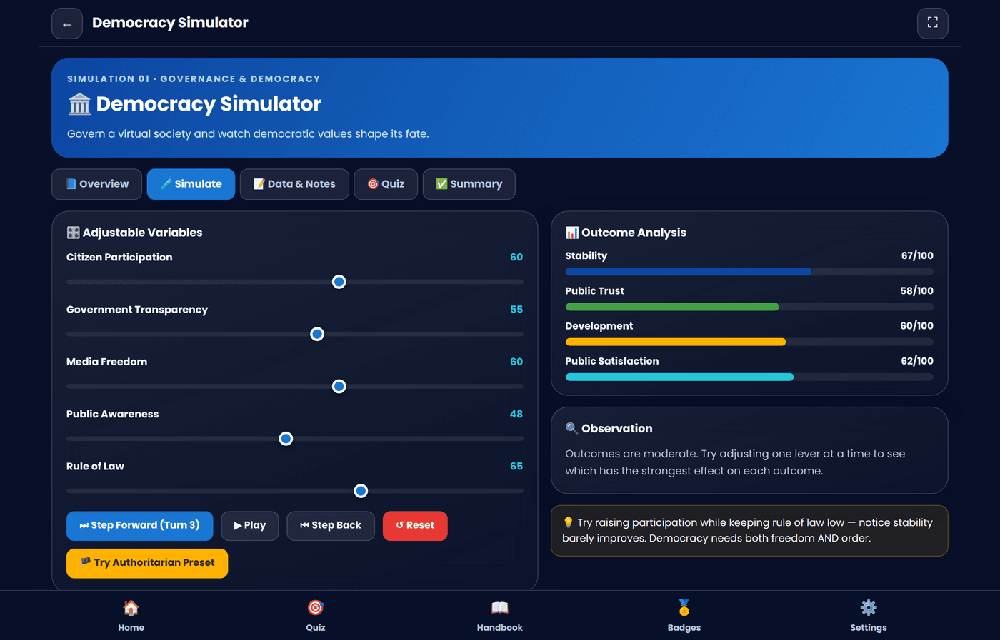 ←
Democracy Simulator
SIMULATION 01 · GOVERNANCE & DEMOCRACY
🏛️ Democracy Simulator
Govern a virtual society and watch democratic values shape its fate.
📘 Overview
🧪 Simulate
📝 Data & Notes
🎯 Quiz
✅ Summary
🎛️ Adjustable Variables
Citizen Participation 60
Government Transparency 55
Media Freedom 60
Public Awareness 48
Rule of Law 65
⏭ Step Forward (Turn 3)
▶ Play
⏮ Step Back
↺ Reset
🏴 Try Authoritarian Preset
📊 Outcome Analysis
Stability 67/100
Public Trust 58/100
Development 60/100
Public Satisfaction 62/100
🔍 Observation
Outcomes are moderate. Try adjusting one lever at a time to see
which has the strongest effect on each outcome.
💡 Try raising participation while keeping rule of law low — notice stability
barely improves. Democracy needs both freedom AND order.
🏠 Home
🎯 Quiz
📖 Handbook
🏅 Badges
⚙️ Settings